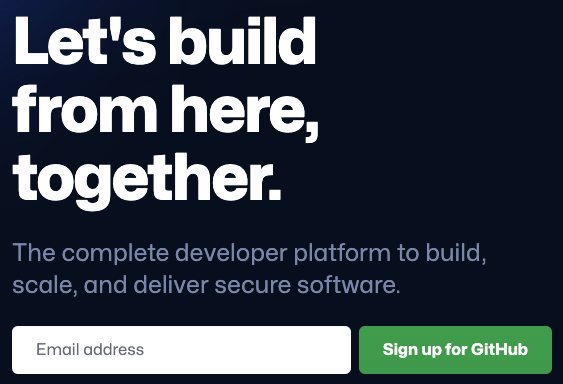 Let's build
from here,
together.
The complete developer platform to build,
scale, and deliver secure software.
Email address
Sign up for GitHub